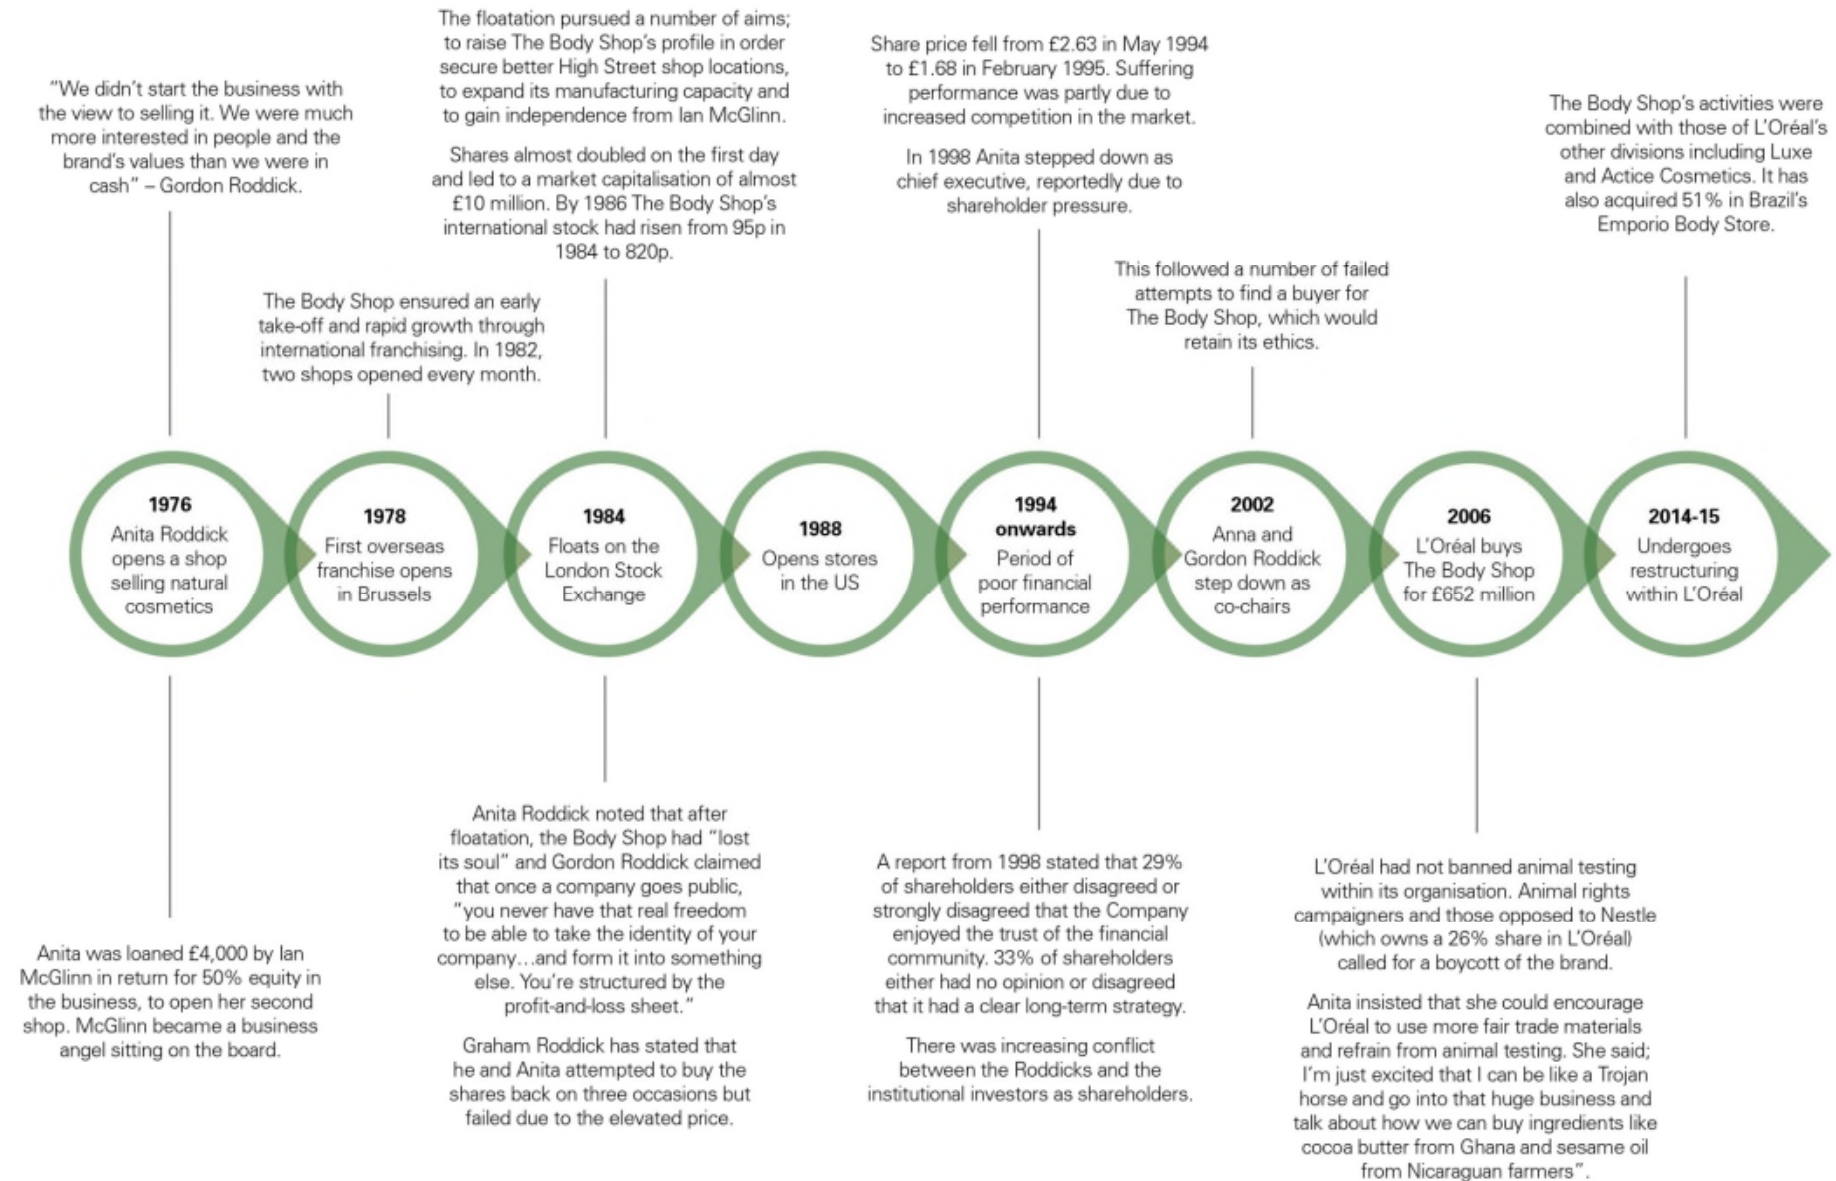 "We didn't start the business with
the view to selling it. We were much
more interested in people and the
brand's values than we were in
cash" – Gordon Roddick.
The Body Shop ensured an early
take-off and rapid growth through
international franchising. In 1982,
two shops opened every month.
The floatation pursued a number of aims;
to raise The Body Shop's profile in order
secure better High Street shop locations,
to expand its manufacturing capacity and
to gain independence from Ian McGlinn.
Shares almost doubled on the first day
and led to a market capitalisation of almost
£10 million. By 1986 The Body Shop's
international stock had risen from 95p in
1984 to 820p.
Share price fell from £2.63 in May 1994
to £1.68 in February 1995. Suffering
performance was partly due to
increased competition in the market.
In 1998 Anita stepped down as
chief executive, reportedly due to
shareholder pressure.
This followed a number of failed
attempts to find a buyer for
The Body Shop, which would
retain its ethics.
The Body Shop's activities were
combined with those of L'Oréal's
other divisions including Luxe
and Actice Cosmetics. It has
also acquired 51% in Brazil's
Emporio Body Store.
1976
Anita Roddick
opens a shop
selling natural
cosmetics
1978
First overseas
franchise opens
in Brussels
1984
Floats on the
London Stock
Exchange
1988
Opens stores
in the US
1994
onwards
Period of
poor financial
performance
2002
Anna and
Gordon Roddick
step down as
co-chairs
2006
L'Oréal buys
The Body Shop
for £652 million
2014-15
Undergoes
restructuring
within L'Oréal
Anita was loaned £4,000 by Ian
McGlinn in return for 50% equity in
the business, to open her second
shop. McGlinn became a business
angel sitting on the board.
Anita Roddick noted that after
floatation, the Body Shop had "lost
its soul" and Gordon Roddick claimed
that once a company goes public,
"you never have that real freedom
to be able to take the identity of your
company...and form it into something
else. You're structured by the
profit-and-loss sheet."
Graham Roddick has stated that
he and Anita attempted to buy the
shares back on three occasions but
failed due to the elevated price.
A report from 1998 stated that 29%
of shareholders either disagreed or
strongly disagreed that the Company
enjoyed the trust of the financial
community. 33% of shareholders
either had no opinion or disagreed
that it had a clear long-term strategy.
There was increasing conflict
between the Roddicks and the
institutional investors as shareholders.
L'Oréal had not banned animal testing
within its organisation. Animal rights
campaigners and those opposed to Nestle
(which owns a 26% share in L'Oréal)
called for a boycott of the brand.
Anita insisted that she could encourage
L'Oréal to use more fair trade materials
and refrain from animal testing. She said;
I'm just excited that I can be like a Trojan
horse and go into that huge business and
talk about how we can buy ingredients like
cocoa butter from Ghana and sesame oil
from Nicaraguan farmers".